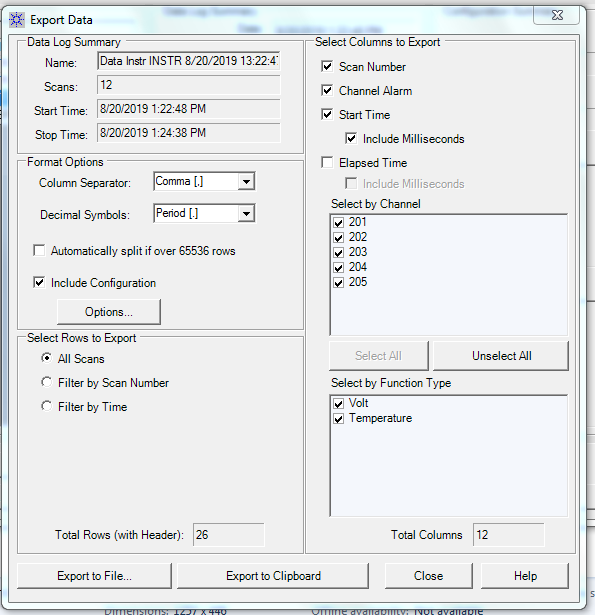 Export Data
Data Log Summary
Name: Data Instr INSTR 8/20/2019 13:22:47
Scans: 12
Start Time: 8/20/2019 1:22:48 PM
Stop Time: 8/20/2019 1:24:38 PM
Format Options
Column Separator: Comma [,]
Decimal Symbols: Period [.]
Automatically split if over 65536 rows
Include Configuration
Options...
Select Rows to Export
All Scans
Filter by Scan Number
Filter by Time
Total Rows (with Header): 26
Select Columns to Export
Scan Number
Channel Alarm
Start Time
Include Milliseconds
Elapsed Time
Include Milliseconds
Select by Channel
201
202
203
204
205
Select All Unselect All
Select by Function Type
Volt
Temperature
Total Columns 12
Export to File... Export to Clipboard Close Help
Dimensions: 1257 x 446 Offline availability: Not available